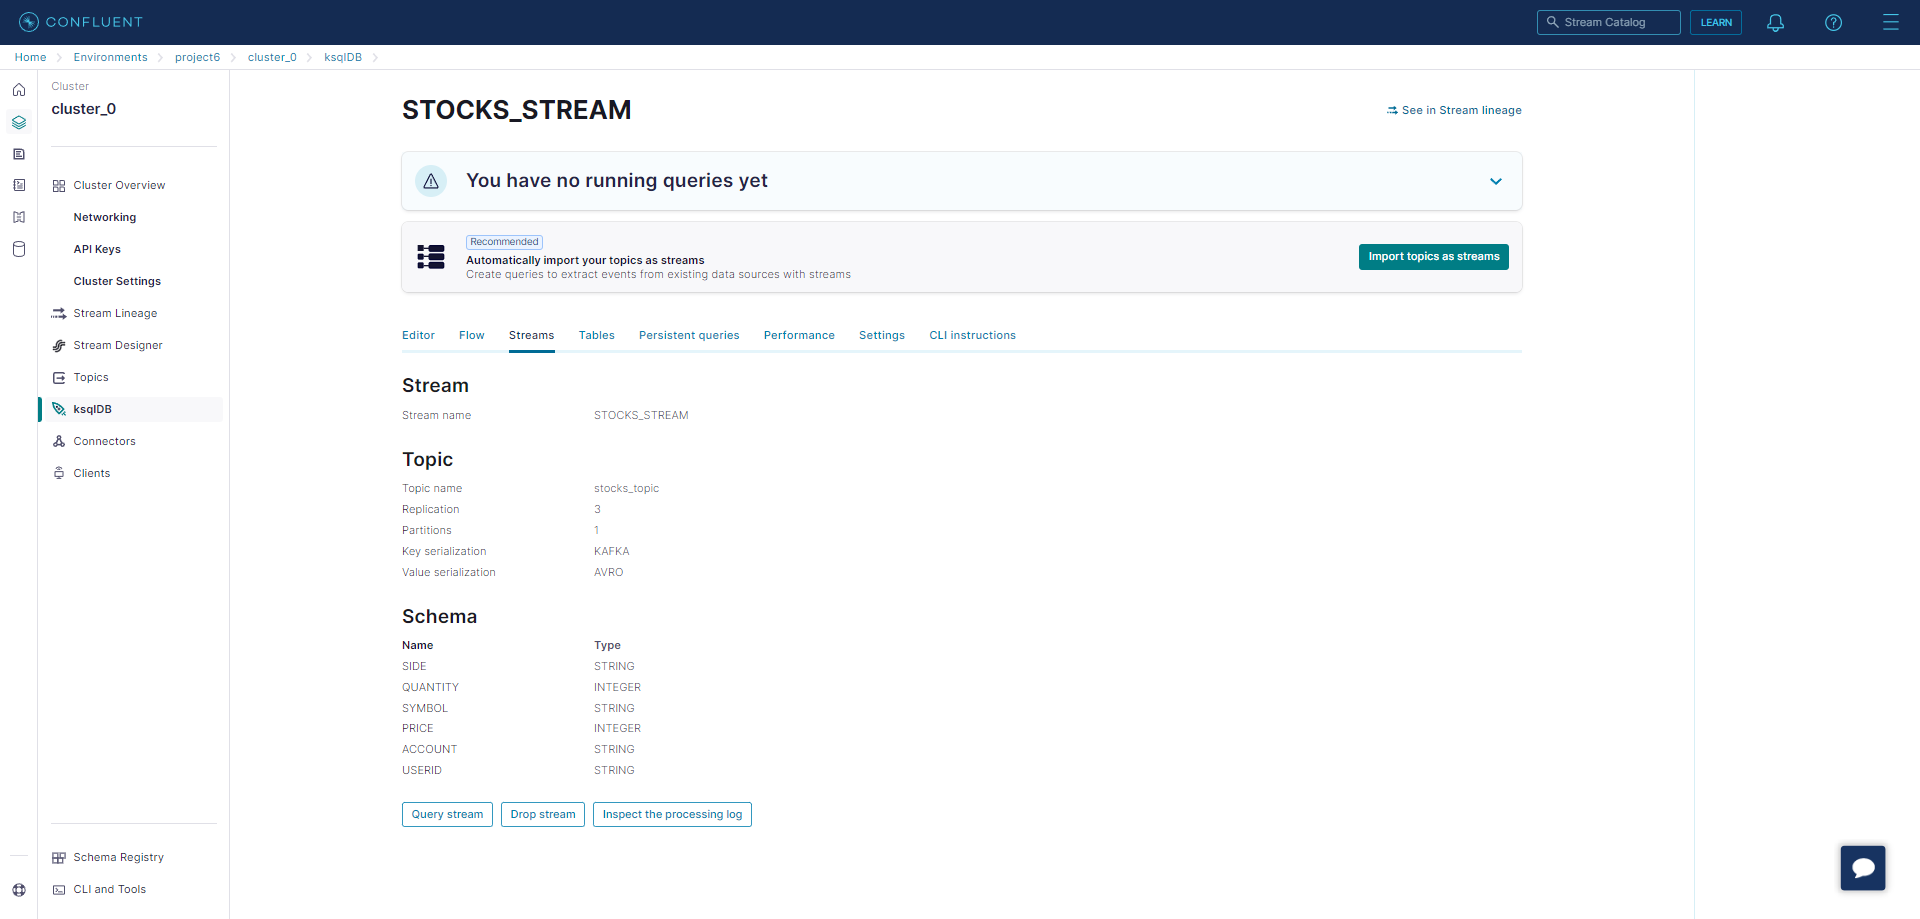 CONFLUENT
Stream Catalog
LEARN
Home
Environments
project6
cluster_0
ksqlDB
Cluster
cluster_0
Cluster Overview
Networking
API Keys
Cluster Settings
Stream Lineage
Stream Designer
Topics
ksqlDB
Connectors
Clients
Schema Registry
CLI and Tools
STOCKS_STREAM
See in Stream lineage
You have no running queries yet
Recommended
Automatically import your topics as streams
Create queries to extract events from existing data sources with streams
Import topics as streams
Editor Flow Streams Tables Persistent queries Performance Settings CLI instructions
Stream
Stream name STOCKS_STREAM
Topic
Topic name stocks_topic
Replication 3
Partitions 1
Key serialization KAFKA
Value serialization AVRO
Schema
Name Type
SIDE STRING
QUANTITY INTEGER
SYMBOL STRING
PRICE INTEGER
ACCOUNT STRING
USERID STRING
Query stream Drop stream Inspect the processing log